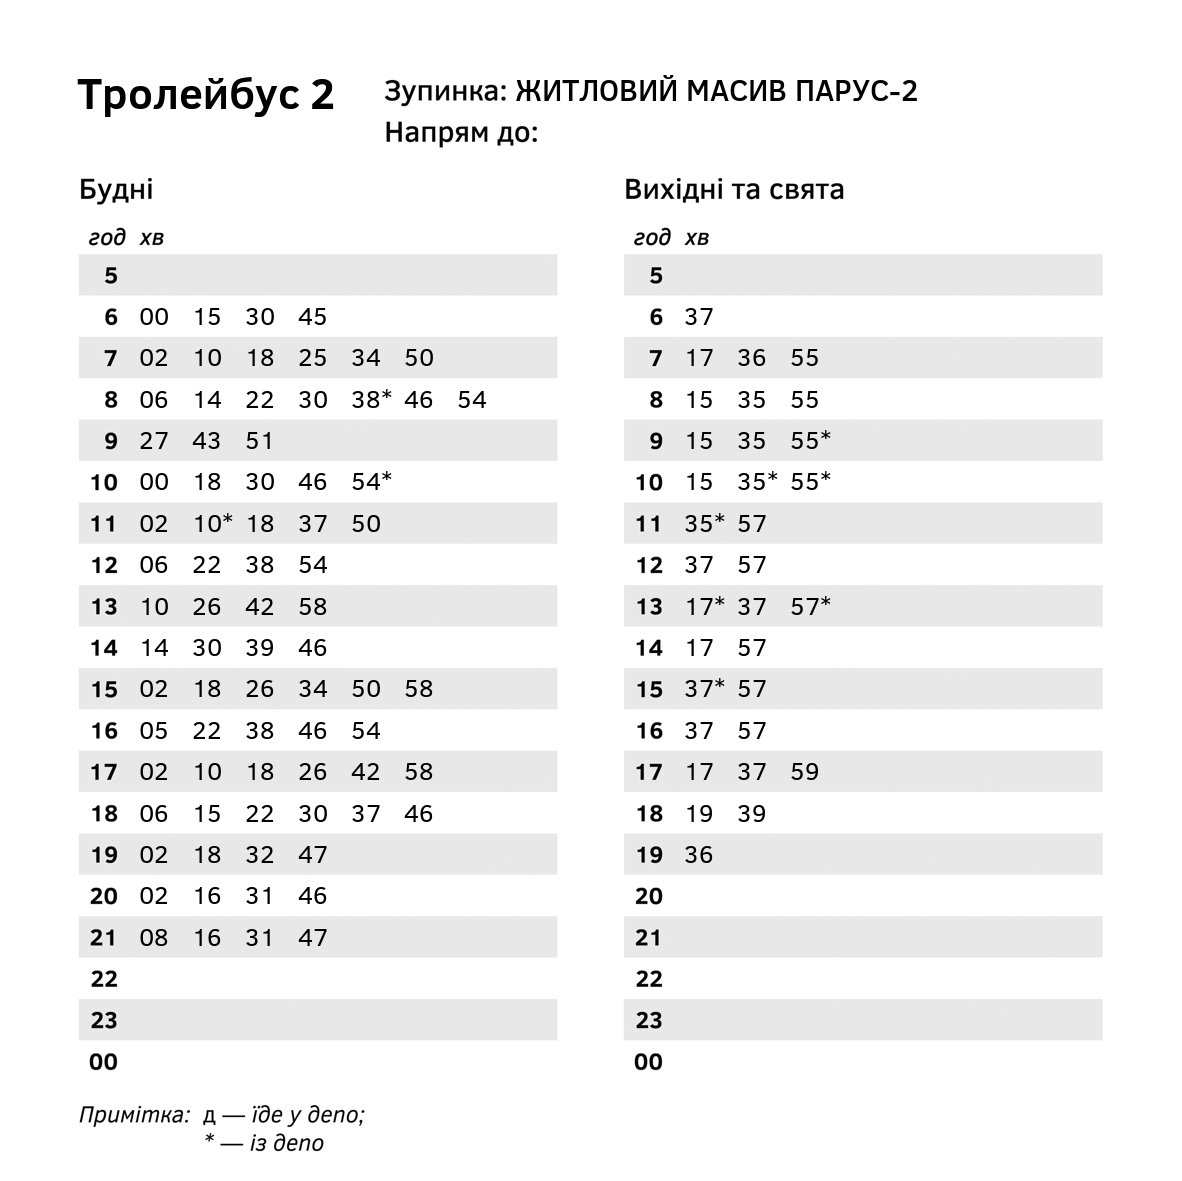 Тролейбус 2
Зупинка: ЖИТЛОВИЙ МАСИВ ПАРУС-2
Напрям до:
Будні
год хв
5
6 00 15 30 45
7 02 10 18 25 34 50
8 06 14 22 30 38* 46 54
9 27 43 51
10 00 18 30 46 54*
11 02 10* 18 37 50
12 06 22 38 54
13 10 26 42 58
14 14 30 39 46
15 02 18 26 34 50 58
16 05 22 38 46 54
17 02 10 18 26 42 58
18 06 15 22 30 37 46
19 02 18 32 47
20 02 16 31 46
21 08 16 31 47
22
23
00
Вихідні та свята
год хв
5
6 37
7 17 36 55
8 15 35 55
9 15 35 55*
10 15 35* 55*
11 35* 57
12 37 57
13 17* 37 57*
14 17 57
15 37* 57
16 37 57
17 17 37 59
18 19 39
19 36
20
21
22
23
00
Примітка: д — їде у депо;
* — із депо